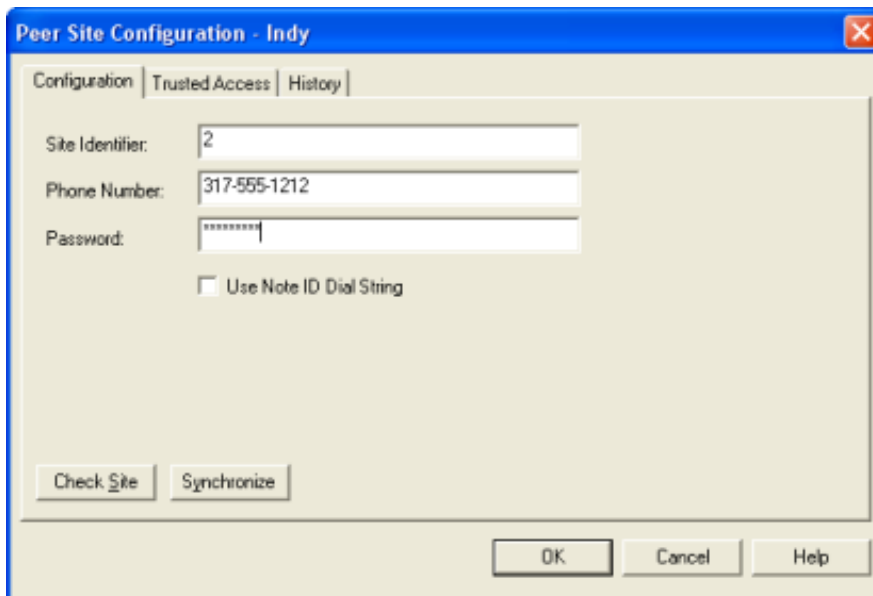 Peer Site Configuration - Indy
Configuration Trusted Access History
Site Identifier: 2
Phone Number: 317-555-1212
Password: *********
Use Note ID Dial String
Check Site Synchronize
OK Cancel Help